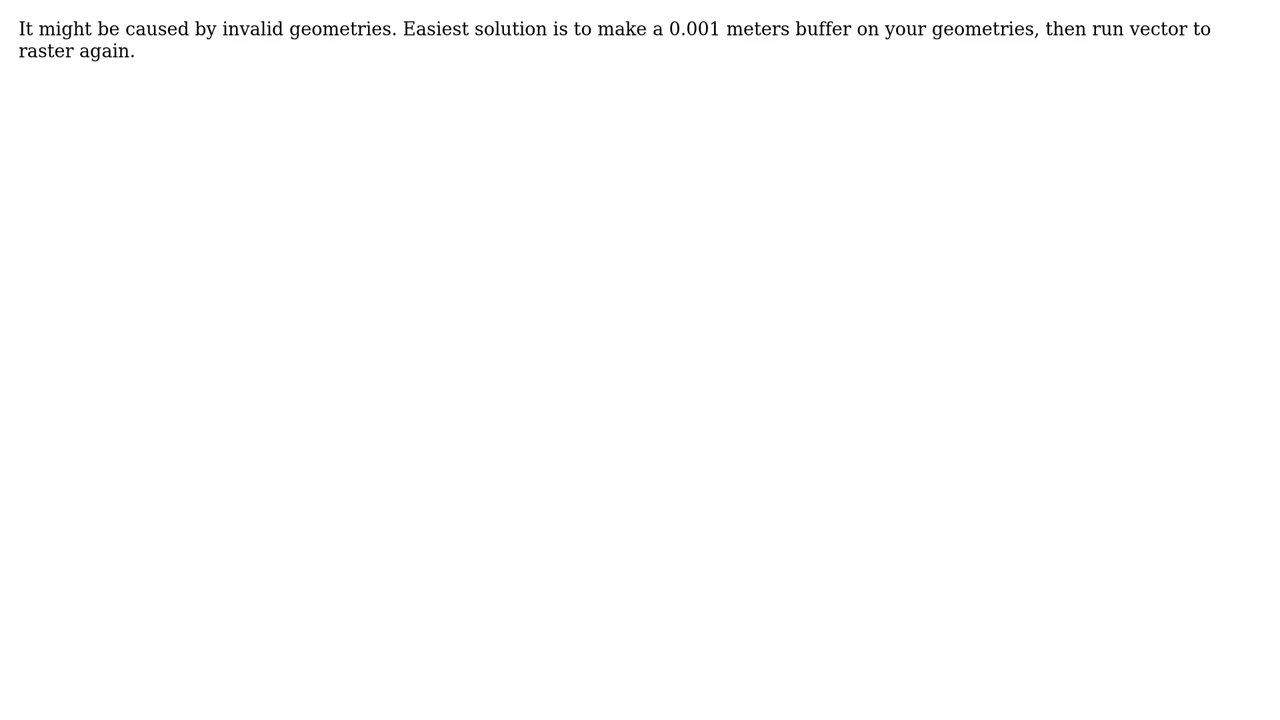 It might be caused by invalid geometries. Easiest solution is to make a 0.001 meters buffer on your geometries, then run vector to
raster again.